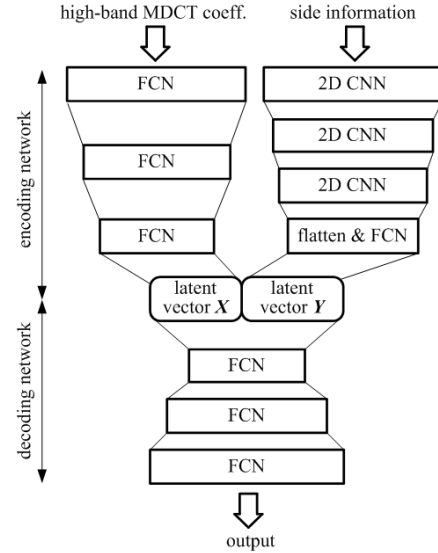 high-band MDCT coeff.
side information
FCN
2D CNN
2D CNN
FCN
2D CNN
FCN
flatten & FCN
encoding network
latent
vector X
latent
vector Y
FCN
FCN
FCN
decoding network
output